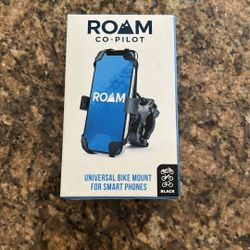 ROAM
CO-PILOT
ROAM
UNIVERSAL BIKE MOUNT
FOR SMART PHONES
BLACK